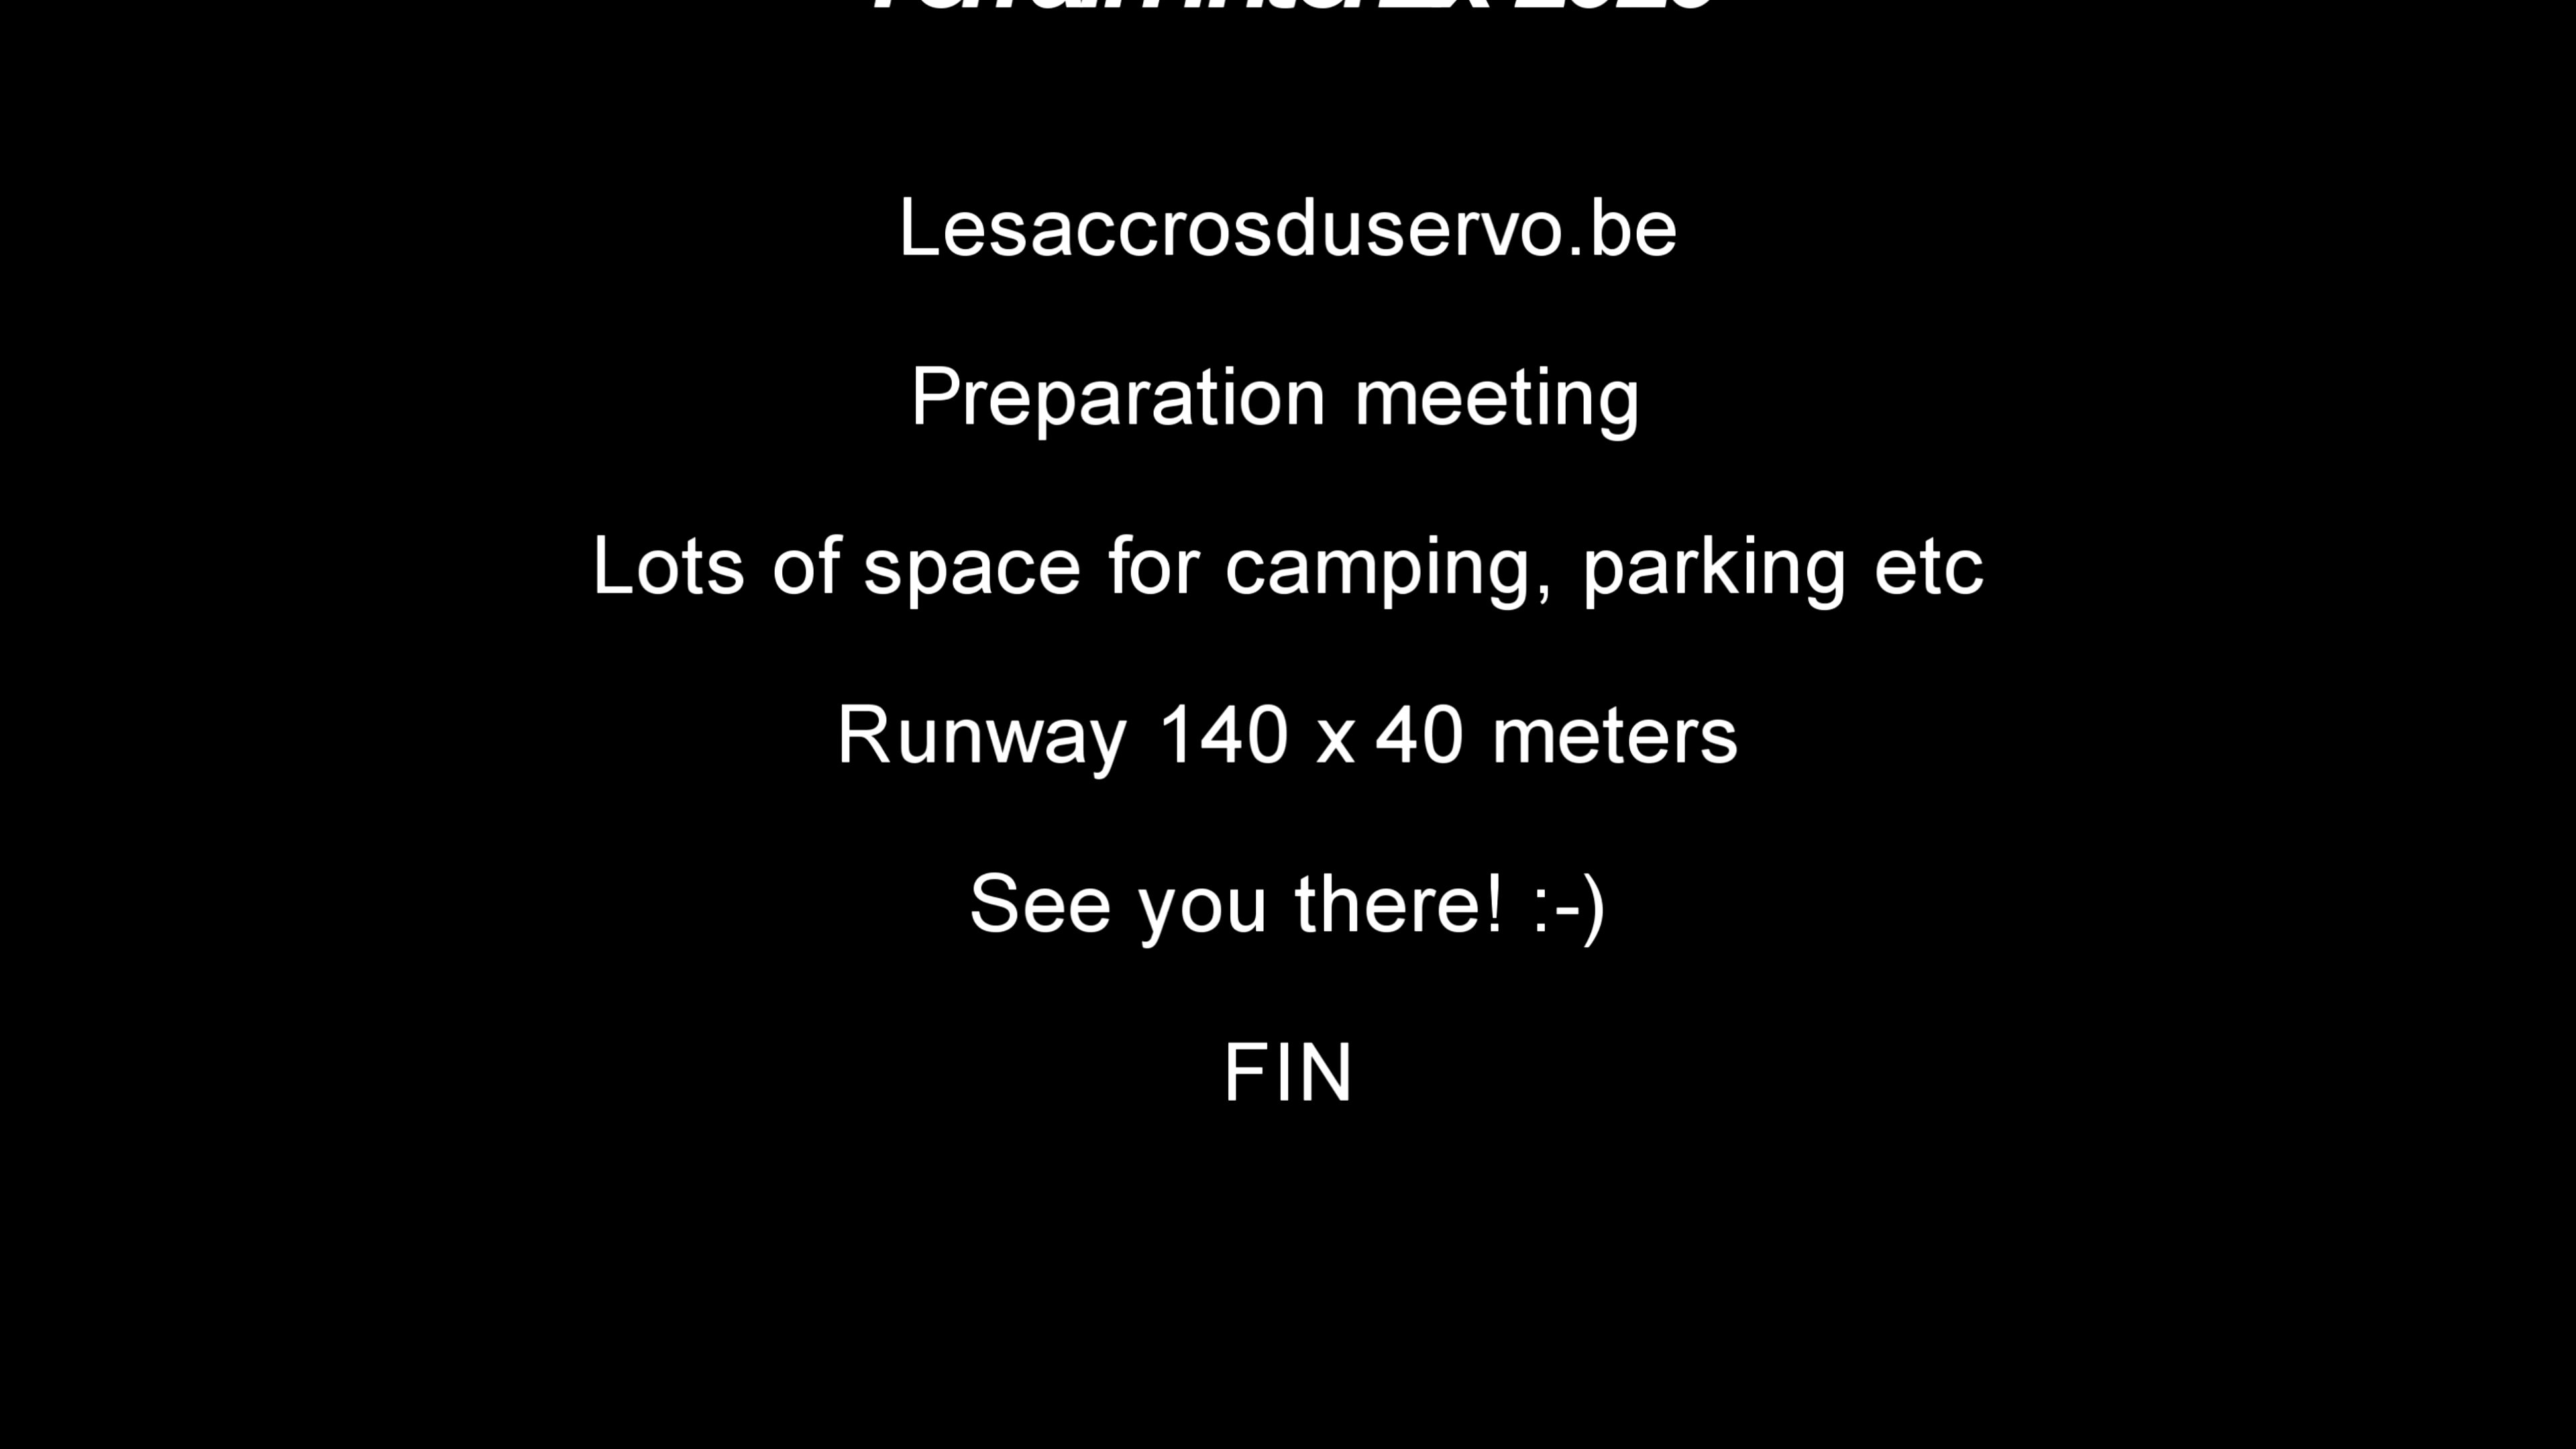 Lesaccrosduservo.be
Preparation meeting
Lots of space for camping, parking etc
Runway 140 x 40 meters
See you there! :-)
FIN